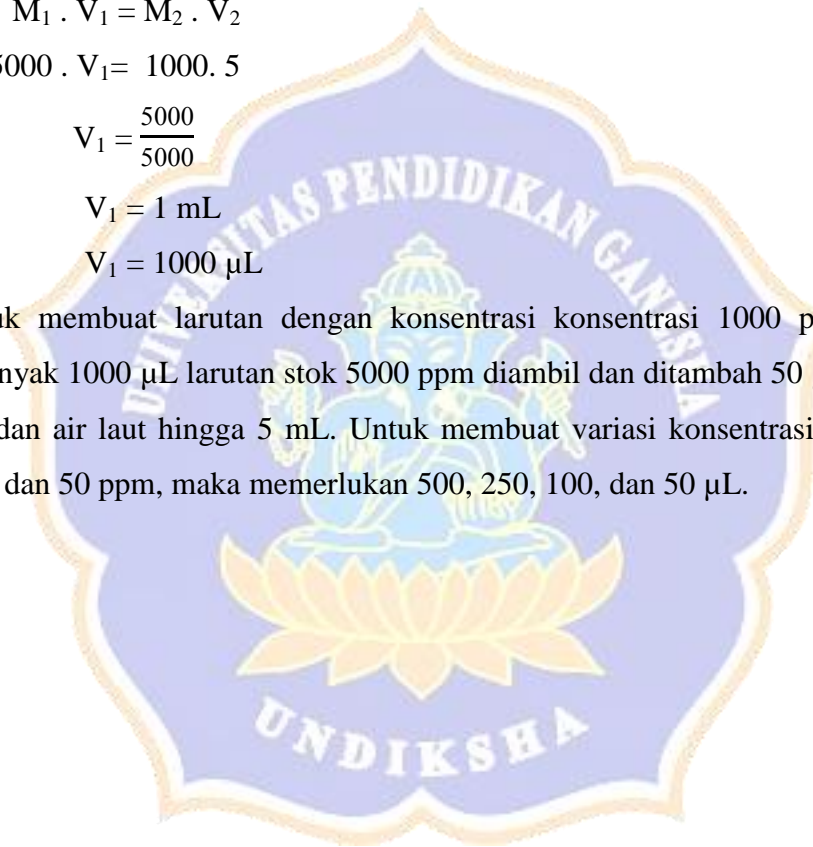 M₁ . V₁ = M₂ . V₂
5000 . V₁= 1000. 5
V₁ = 5000/5000
V₁ = 1 mL
V₁ = 1000 µL
membuat larutan dengan konsentrasi konsentrasi 1000
1000 µL larutan stok 5000 ppm diambil dan ditambah 50
dan air laut hingga 5 mL. Untuk membuat variasi konsentrasi
dan 50 ppm, maka memerlukan 500, 250, 100, dan 50 µL.
UNIVERSITAS PENDIDIKAN GANESHA
UNDIKSHA